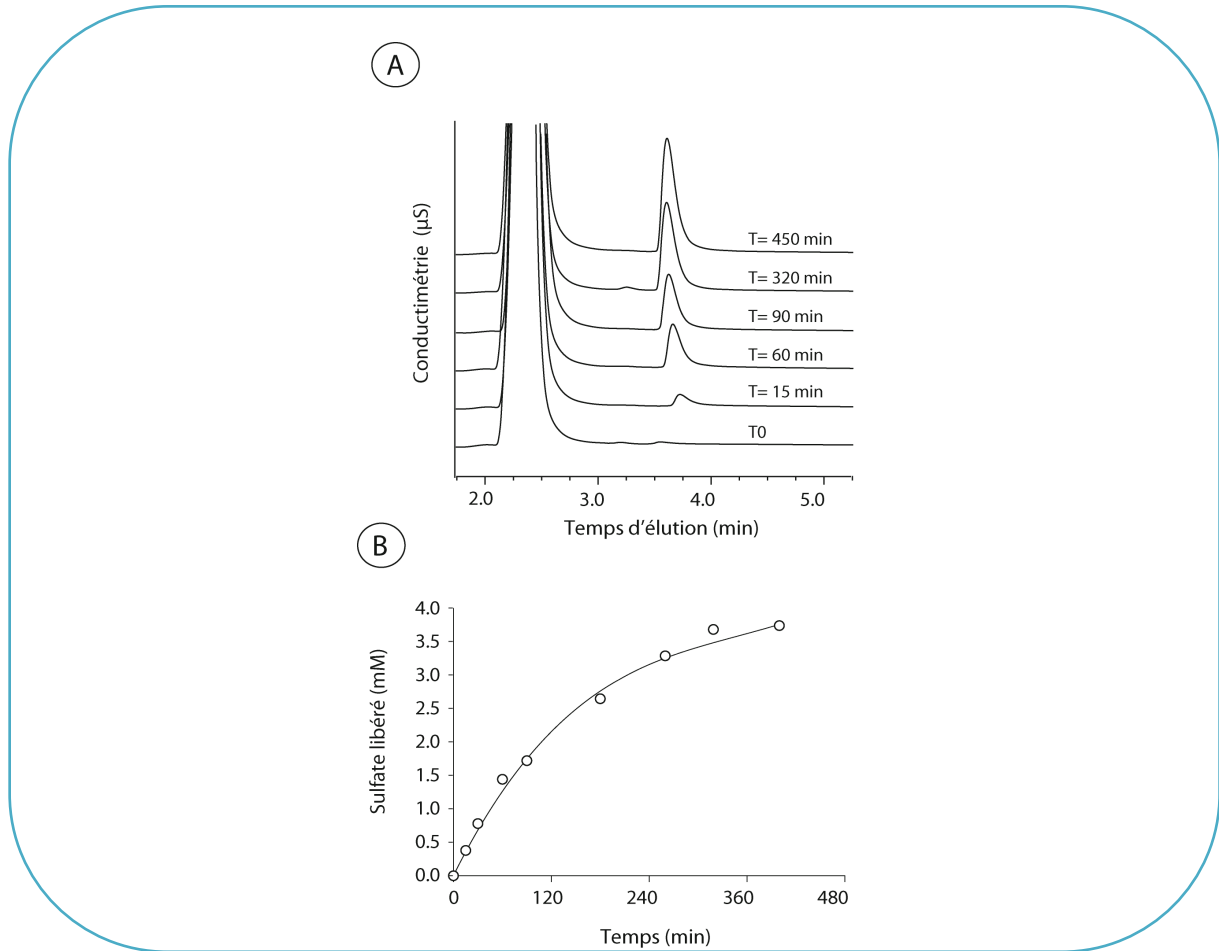 A
Conductimétrie (µS)
T= 450 min
T= 320 min
T= 90 min
T= 60 min
T= 15 min
T0
2.0 3.0 4.0 5.0
Temps d’élution (min)
B
Sulfate libéré (mM)
4.0
3.5
3.0
2.5
2.0
1.5
1.0
0.5
0.0
0 120 240 360 480
Temps (min)